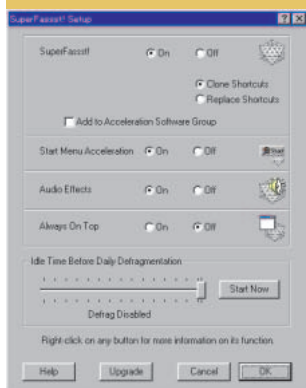 SuperFassst! Setup
SuperFassst! On Off
Clone Shortcuts
Replace Shortcuts
Add to Acceleration Software Group
Start Menu Acceleration On Off Start
Audio Effects On Off
Always On Top On Off
Idle Time Before Daily Defragmentation
Start Now
Defrag Disabled
Right-click on any button for more information on its function.
Help Upgrade Cancel OK